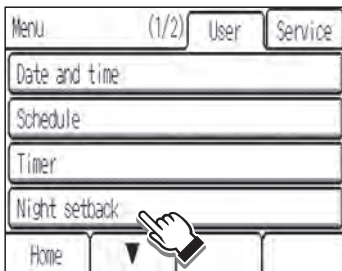 Menu (1/2) User Service
Date and time
Schedule
Timer
Night setback
Home ▼